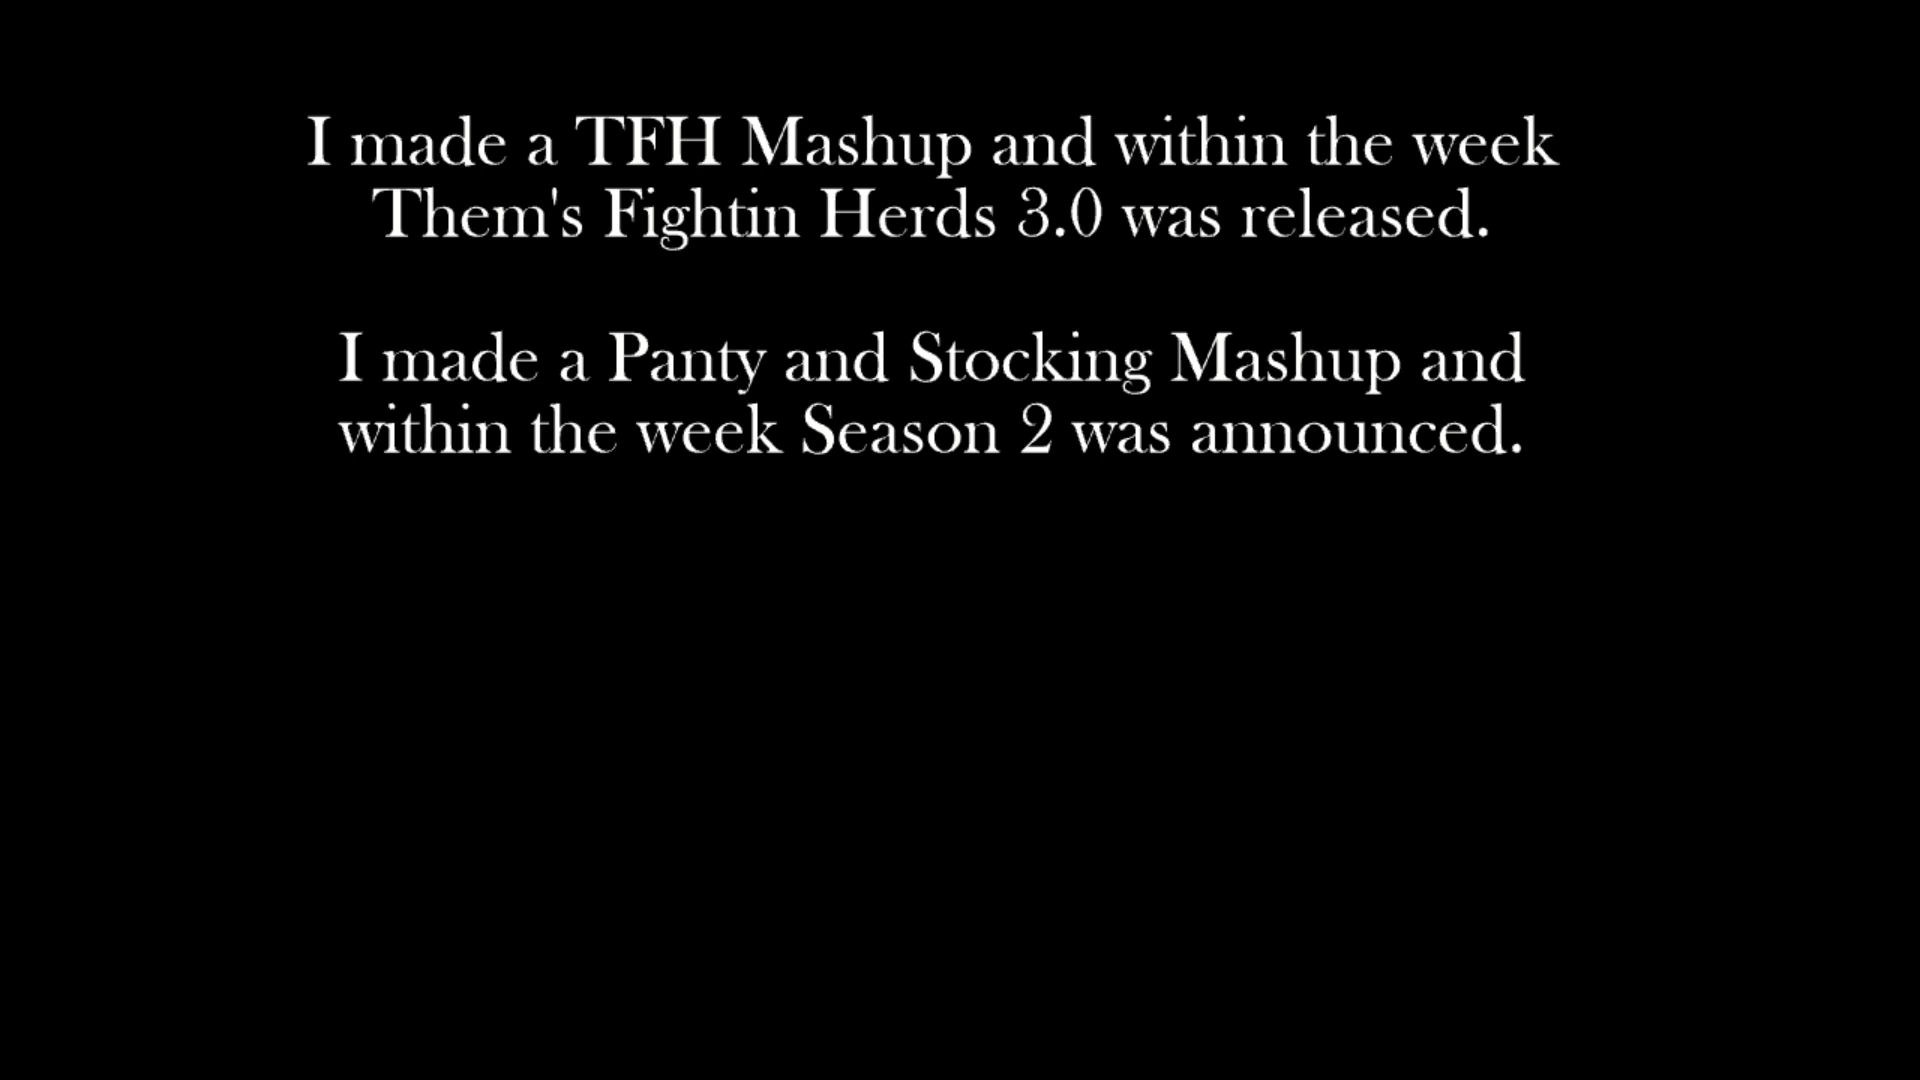 I made a TFH Mashup and within the week
Them's Fightin Herds 3.0 was released.
I made a Panty and Stocking Mashup and
within the week Season 2 was announced.